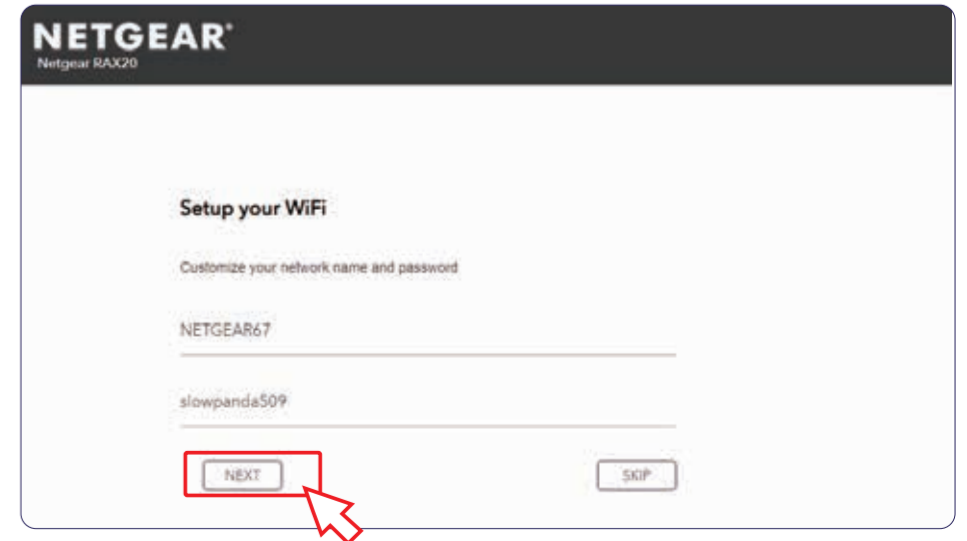 NETGEAR®
Netgear RAX20
Setup your WiFi
Customize your network name and password
NETGEAR67
slowpanda509
NEXT
SKIP